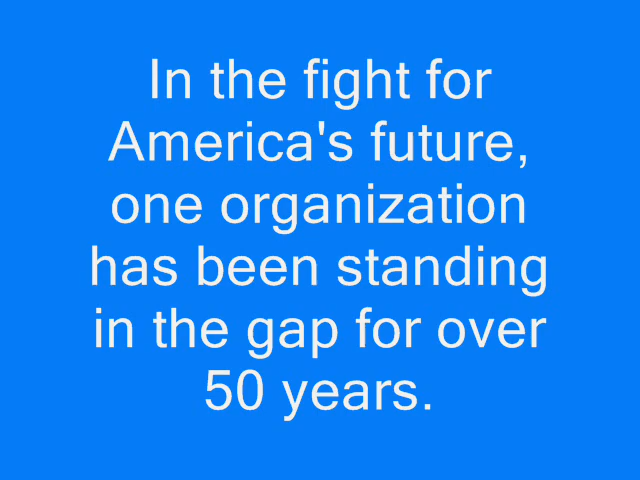 In the fight for
America's future,
one organization
has been standing
in the gap for over
50 years.